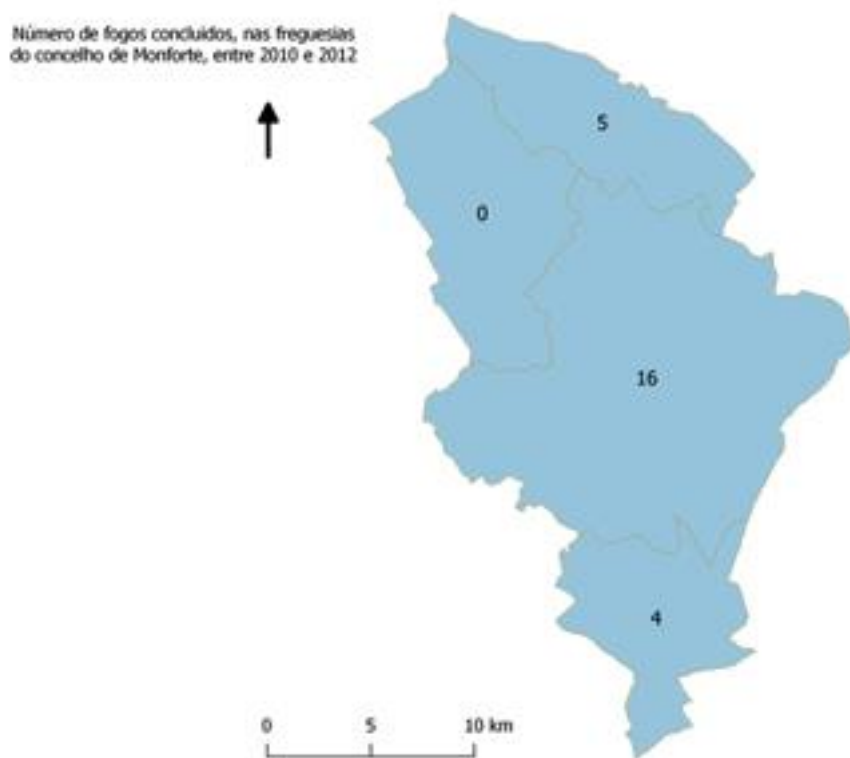 Número de fogos concluidos, nas freguesias
do concelho de Monforte, entre 2010 e 2012
5
0
16
4
0 5 10 km